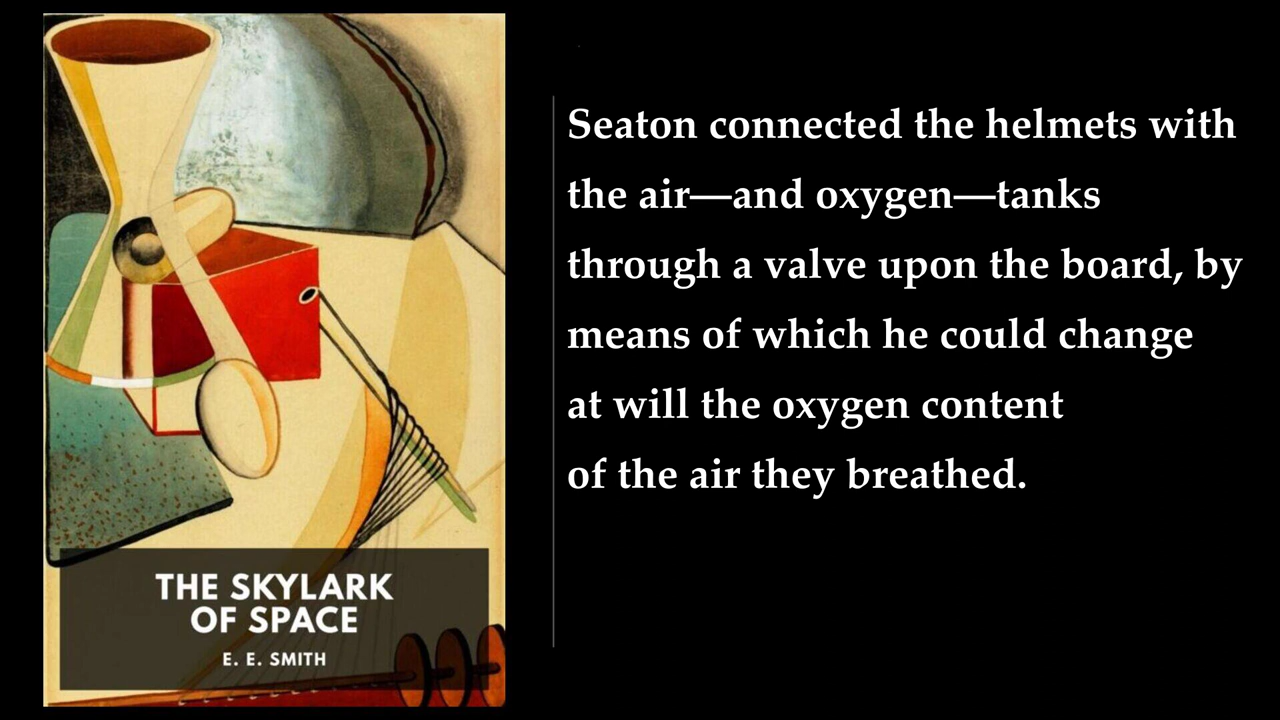 THE SKYLARK
OF SPACE
E. E. SMITH
Seaton connected the helmets with
the air—and oxygen—tanks
through a valve upon the board, by
means of which he could change
at will the oxygen content
of the air they breathed.